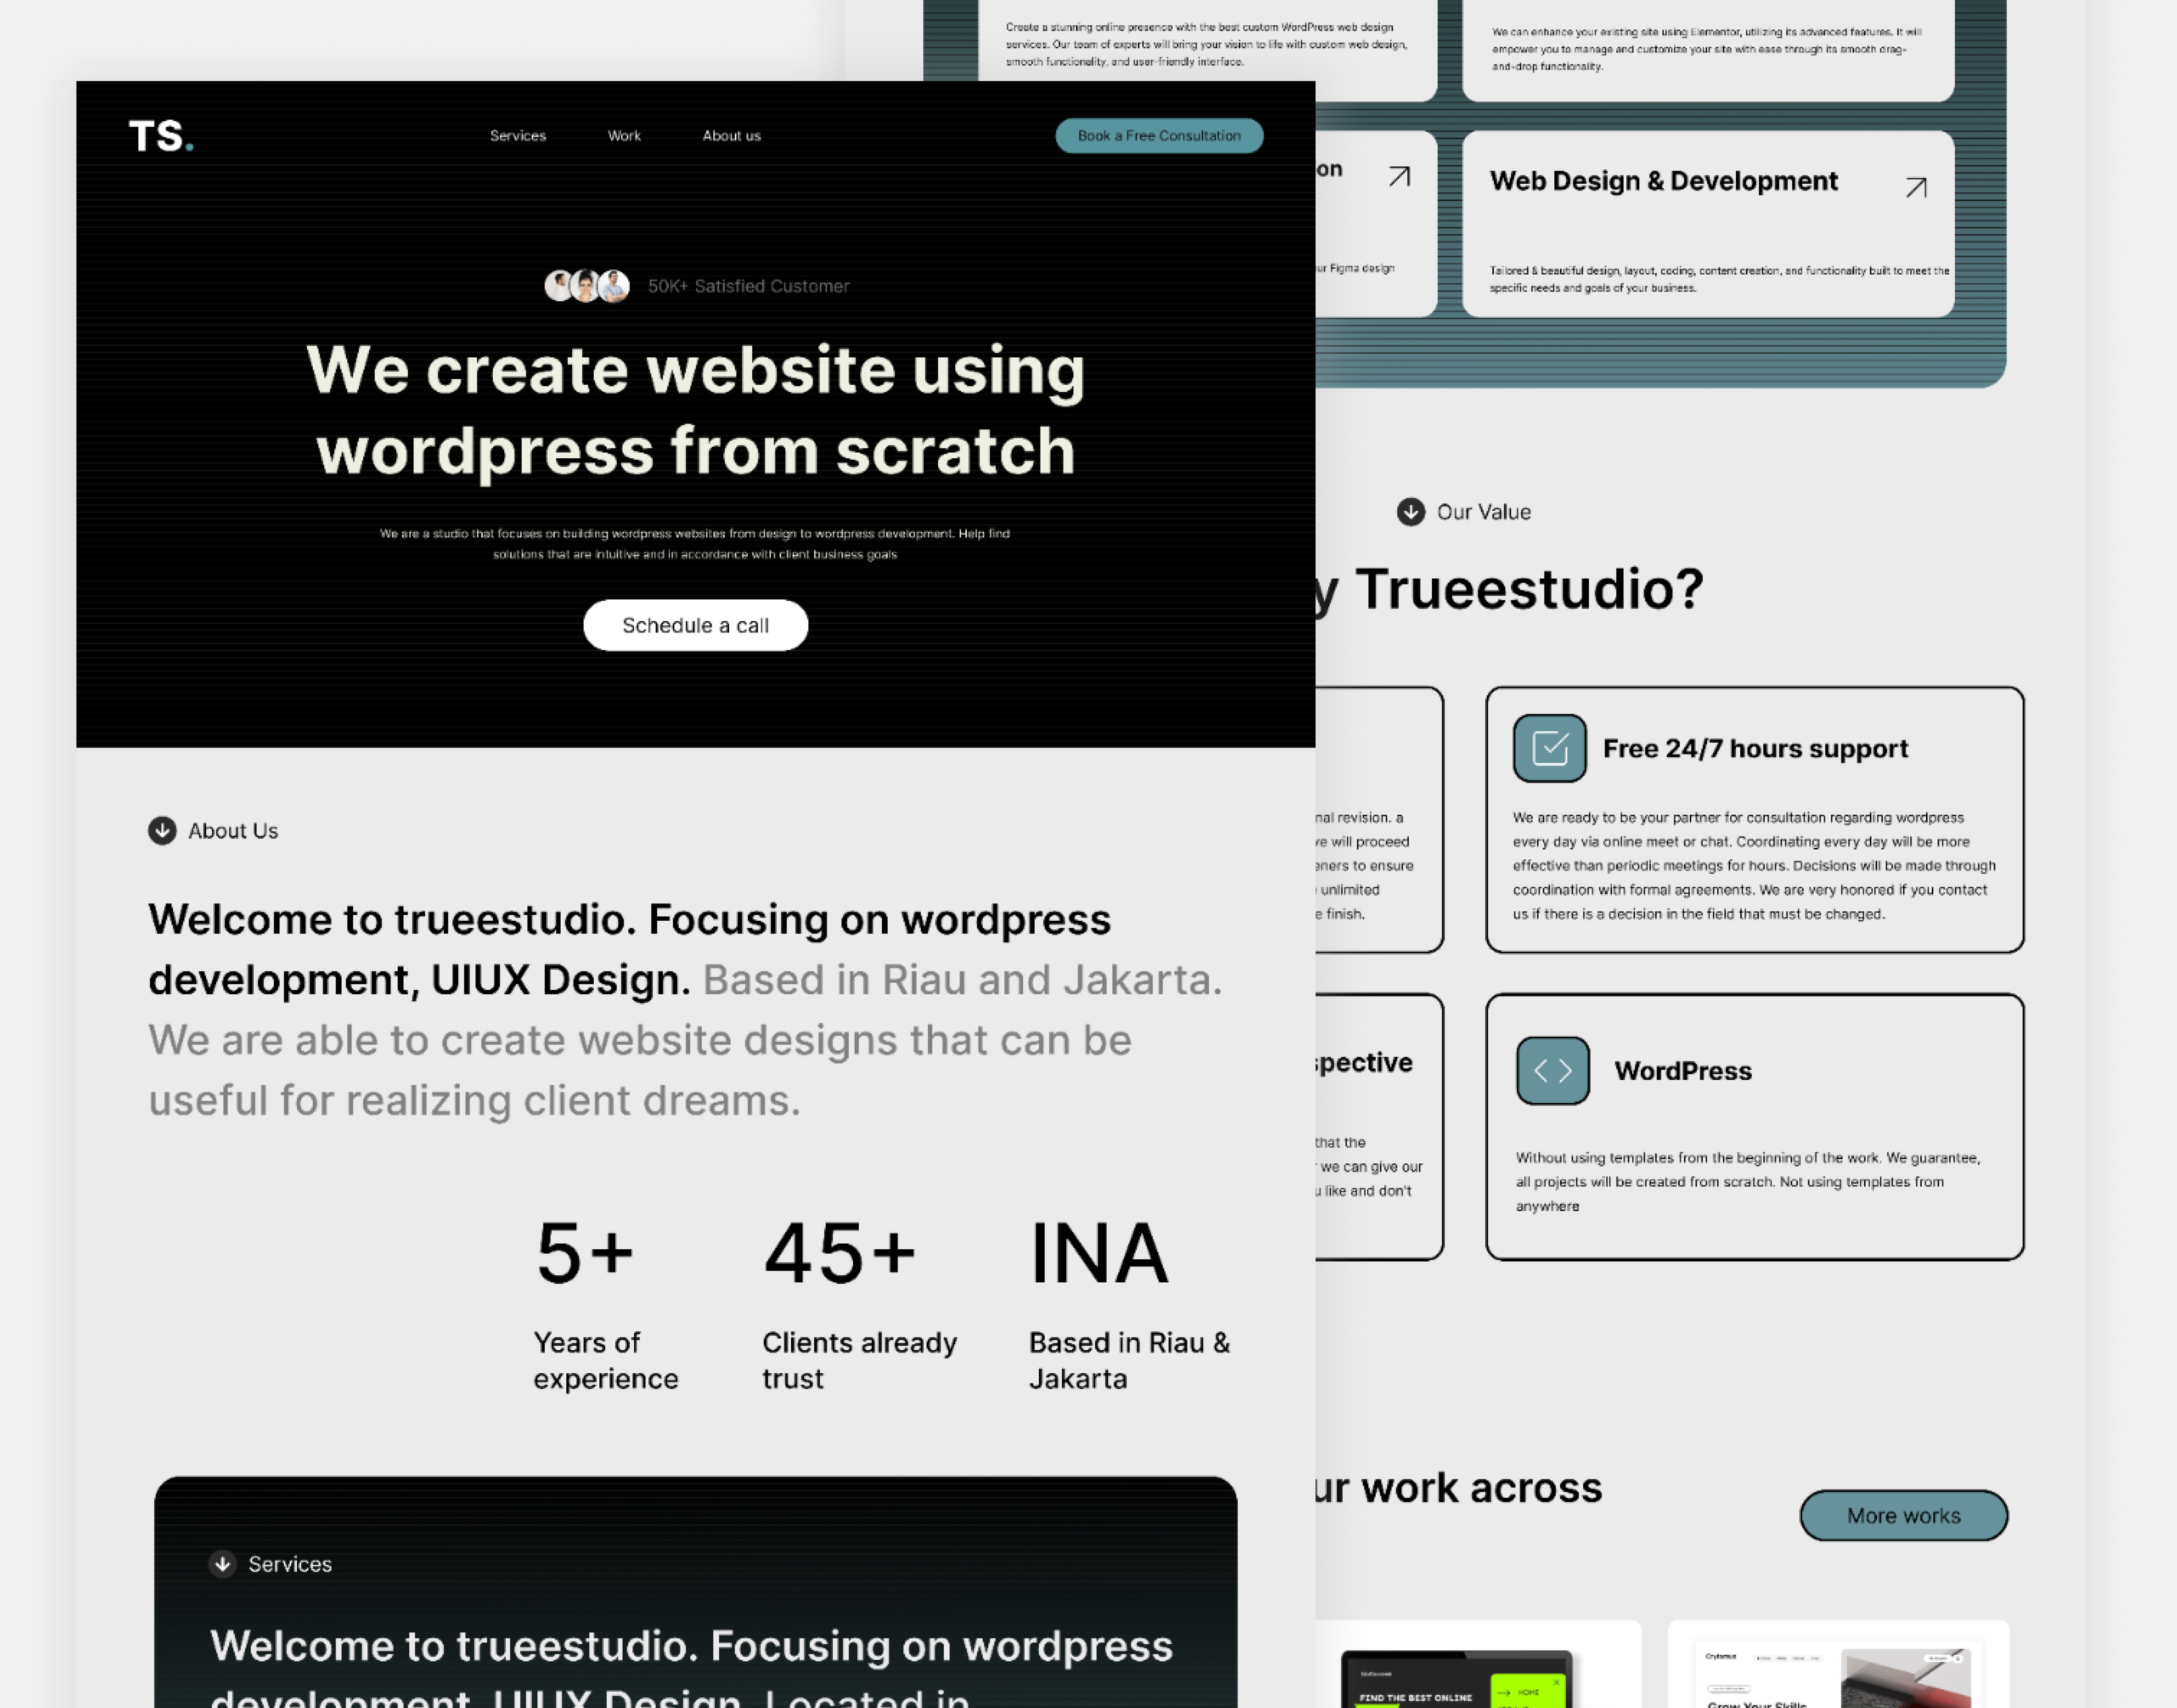 TS.
Services
Work
About us
Book a Free Consultation
50K+ Satisfied Customer
We create website using
wordpress from scratch
We are a studio that focuses on building wordpress websites from design to wordpress development. Help find
solutions that are intuitive and in accordance with client business goals
Schedule a call
About Us
Welcome to trueestudio. Focusing on wordpress
development, UIUX Design. Based in Riau and Jakarta.
We are able to create website designs that can be
useful for realizing client dreams.
5+
Years of
experience
45+
Clients already
trust
INA
Based in Riau &
Jakarta
Services
Welcome to trueestudio. Focusing on wordpress
development, UIUX Design. Located in
Create a stunning online presence with the best custom WordPress web design
services. Our team of experts will bring your vision to life with custom web design,
smooth functionality, and user-friendly interface.
We can enhance your existing site using Elementor, utilizing its advanced features. It will
empower you to manage and customize your site with ease through its smooth drag-
and-drop functionality.
on
ur Figma design
Web Design & Development
Tailored & beautiful design, layout, coding, content creation, and functionality built to meet the
specific needs and goals of your business.
Our Value
y Trueestudio?
nal revision. a
ve will proceed
eners to ensure
unlimited
e finish.
Free 24/7 hours support
We are ready to be your partner for consultation regarding wordpress
every day via online meet or chat. Coordinating every day will be more
effective than periodic meetings for hours. Decisions will be made through
coordination with formal agreements. We are very honored if you contact
us if there is a decision in the field that must be changed.
spective
that the
we can give our
u like and don't
WordPress
Without using templates from the beginning of the work. We guarantee,
all projects will be created from scratch. Not using templates from
anywhere
ur work across
More works
FIND THE BEST ONLINE
HOME
Grow Your Skills